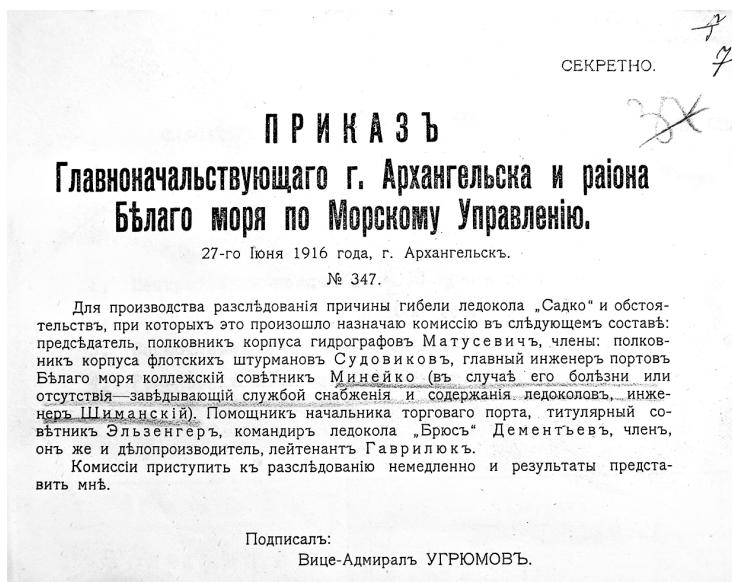 7
СЕКРЕТНО.
ПРИКАЗЪ
Главноначальствующаго г. Архангельска и раіона
Бѣлаго моря по Морскому Управленію.
27-го Іюня 1916 года, г. Архангельскъ.
№ 347.
Для производства разслѣдованія причины гибели ледокола „Садко“ и обстоя-
тельствъ, при которыхъ это произошло назначаю комиссію въ слѣдующемъ составѣ:
предсѣдатель, полковникъ корпуса гидрографовъ Матусевичъ, члены: полков-
никъ корпуса флотскихъ штурмановъ Судовиковъ, главный инженеръ портовъ
Бѣлаго моря коллежскій совѣтникъ Минейко (въ случаѣ его болѣзни или
отсутствія—завѣдывающій службой снабженія и содержанія ледоколовъ, инже-
неръ Шиманскій). Помощникъ начальника торговаго порта, титулярный со-
вѣтникъ Эльзенгеръ, командиръ ледокола „Брюсъ“ Дементьевъ, членъ,
онъ же и дѣлопроизводитель, лейтенантъ Гаврилюкъ.
Комиссіи приступить къ разслѣдованію немедленно и результаты предста-
вить мнѣ.
Подписалъ:
Вице-Адмиралъ УГРЮМОВЪ.